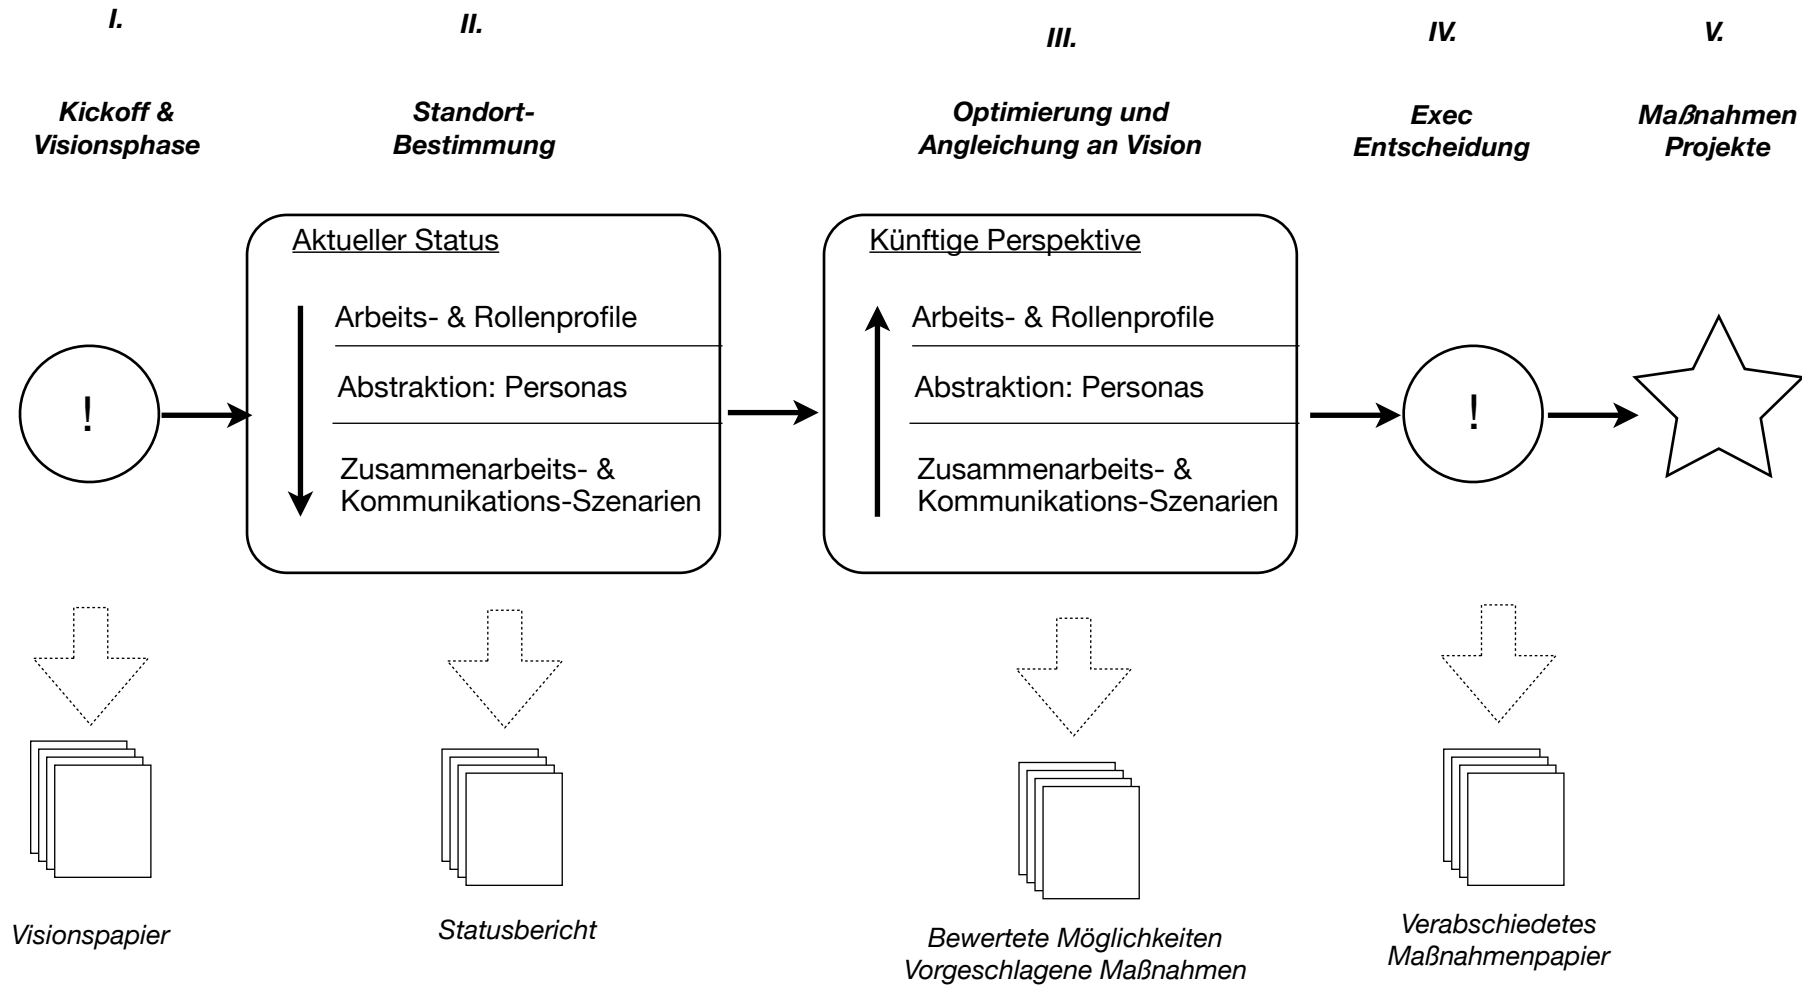 I.
II.
III.
IV.
V.
Kickoff &
Visionsphase
Standort-
Bestimmung
Optimierung und
Angleichung an Vision
Exec
Entscheidung
Maßnahmen
Projekte
Aktueller Status
Arbeits- & Rollenprofile
Abstraktion: Personas
Zusammenarbeits- &
Kommunikations-Szenarien
Künftige Perspektive
Arbeits- & Rollenprofile
Abstraktion: Personas
Zusammenarbeits- &
Kommunikations-Szenarien
!
!
Visionspapier
Statusbericht
Bewertete Möglichkeiten
Vorgeschlagene Maßnahmen
Verabschiedetes
Maßnahmenpapier